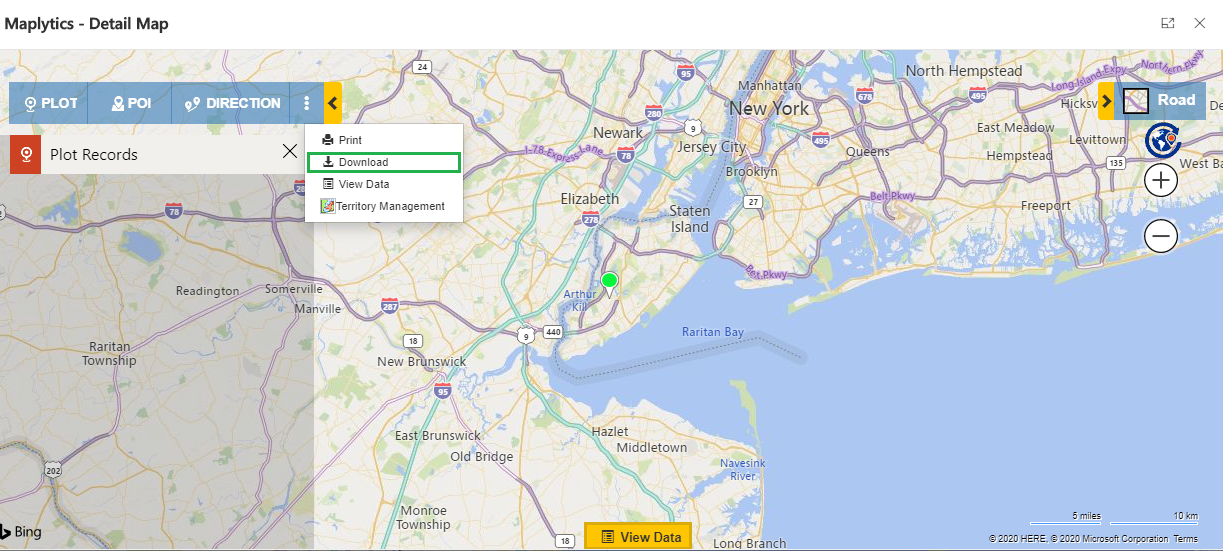 Maplytics - Detail Map
PLOT
POI
DIRECTION
Road
Plot Records
Print
Download
View Data
Territory Management
24
95
Manhattan
New York
North Hempstead
Long-Island-Expy
Northern-Pkwy
678
495
495
Hicksv
280
Newark
9
Jersey City
I-78-Express-Lane
78
495
Queens
East Meadow
Levittown
Hempstead
135
West Ba
Brooklyn
Belt Pkwy
27
Freeport
Elizabeth
278
Staten
Island
Belt Pkwy
28
78
Readington
Somerville
Manville
287
Arthur
Kill
440
9
Raritan Bay
18
New Brunswick
Raritan
Township
95
East Brunswick
Old Bridge
Hazlet
Middletown
Navesink
River
202
Monroe
Township
18
Long Branch
Bing
View Data
5 miles
10 km
© 2020 HERE, © 2020 Microsoft Corporation Terms